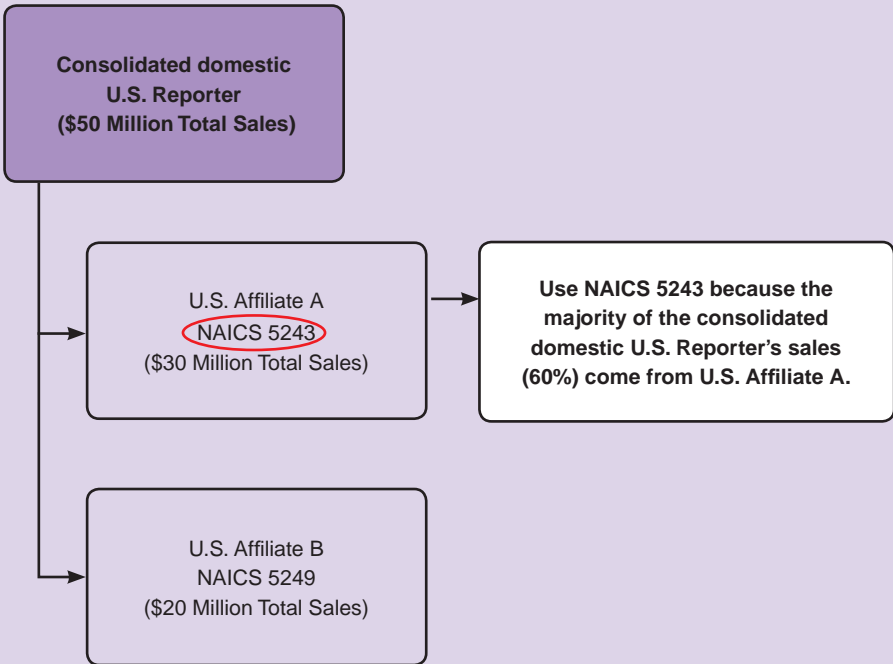 Consolidated domestic
U.S. Reporter
($50 Million Total Sales)
U.S. Affiliate A
NAICS 5243
($30 Million Total Sales)
Use NAICS 5243 because the
majority of the consolidated
domestic U.S. Reporter’s sales
(60%) come from U.S. Affiliate A.
U.S. Affiliate B
NAICS 5249
($20 Million Total Sales)